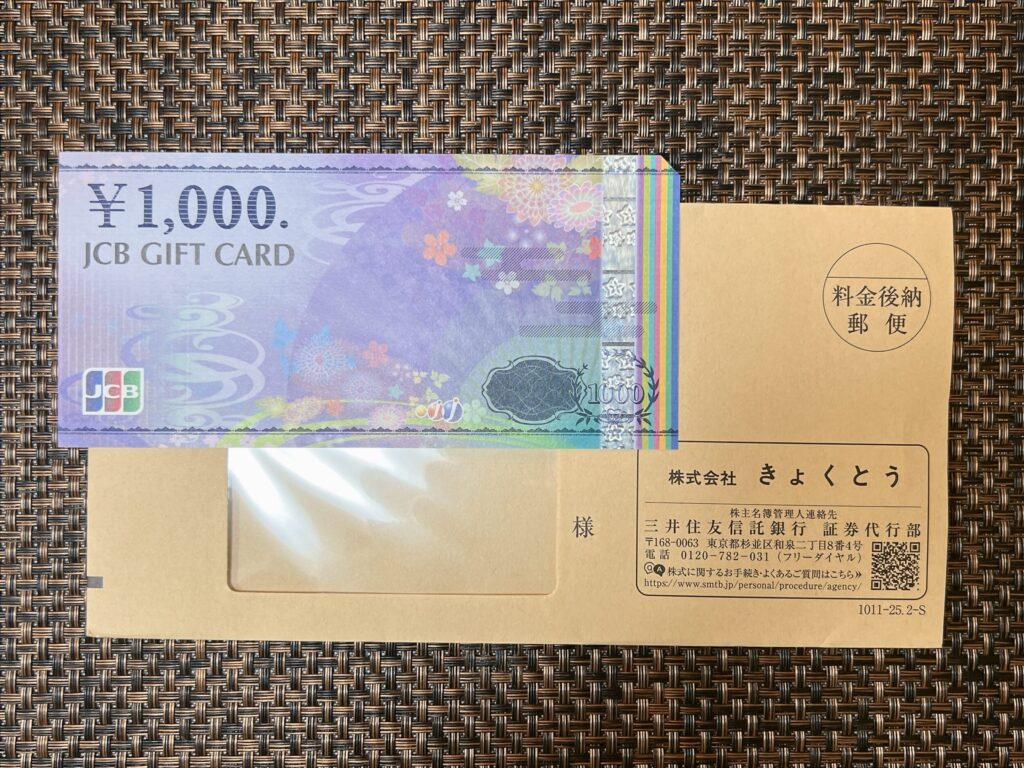 ¥1,000.
JCB GIFT CARD
JCB
1000
料金後納
郵便
様
株式会社 きょくとう
株主名簿管理人連絡先
三井住友信託銀行 証券代行部
〒168-0063 東京都杉並区和泉二丁目8番4号
電話 0120-782-031 (フリーダイヤル)
QA 株式に関するお手続き・よくあるご質問はこちら»
https://www.smtb.jp/personal/procedure/agency/
1011-25.2-S